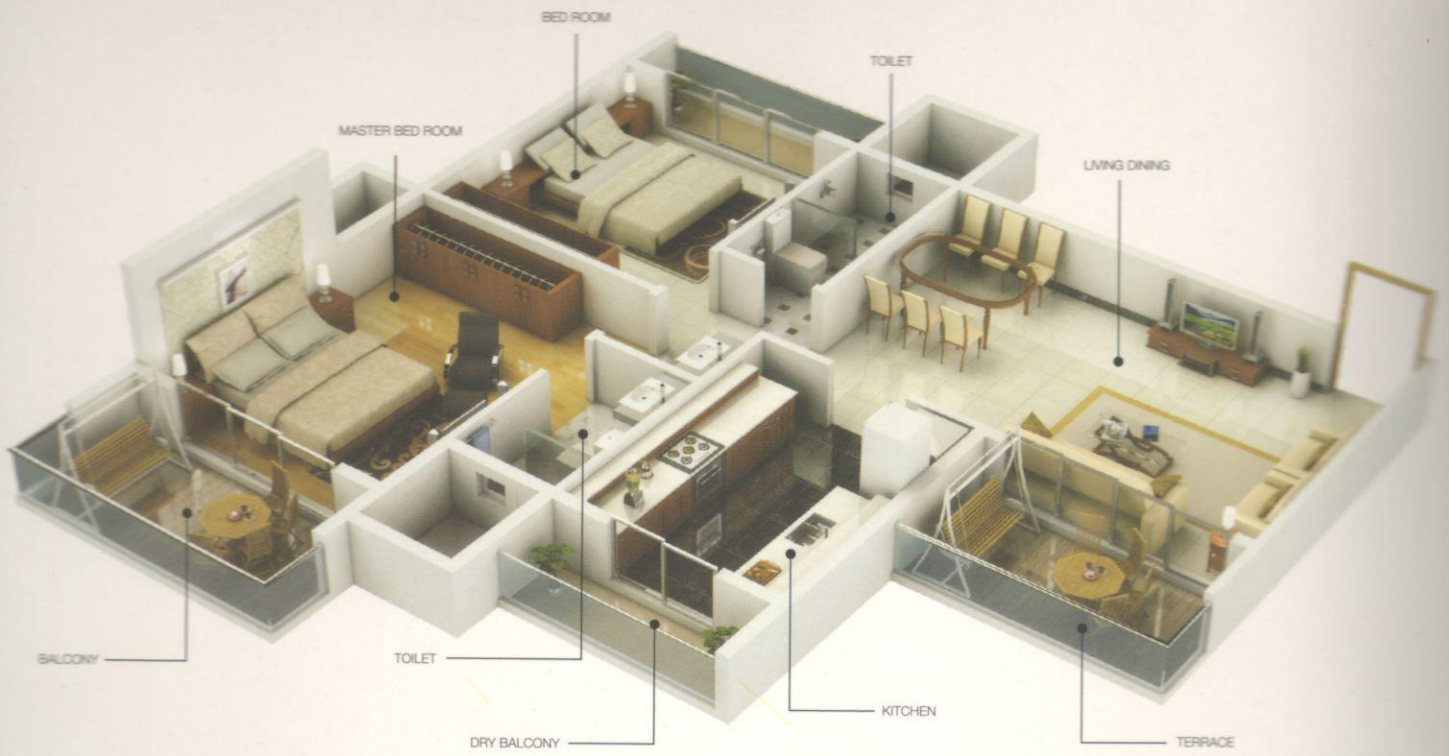 BED ROOM
TOILET
MASTER BED ROOM
LIVING DINING
BALCONY
TOILET
KITCHEN
DRY BALCONY
TERRACE